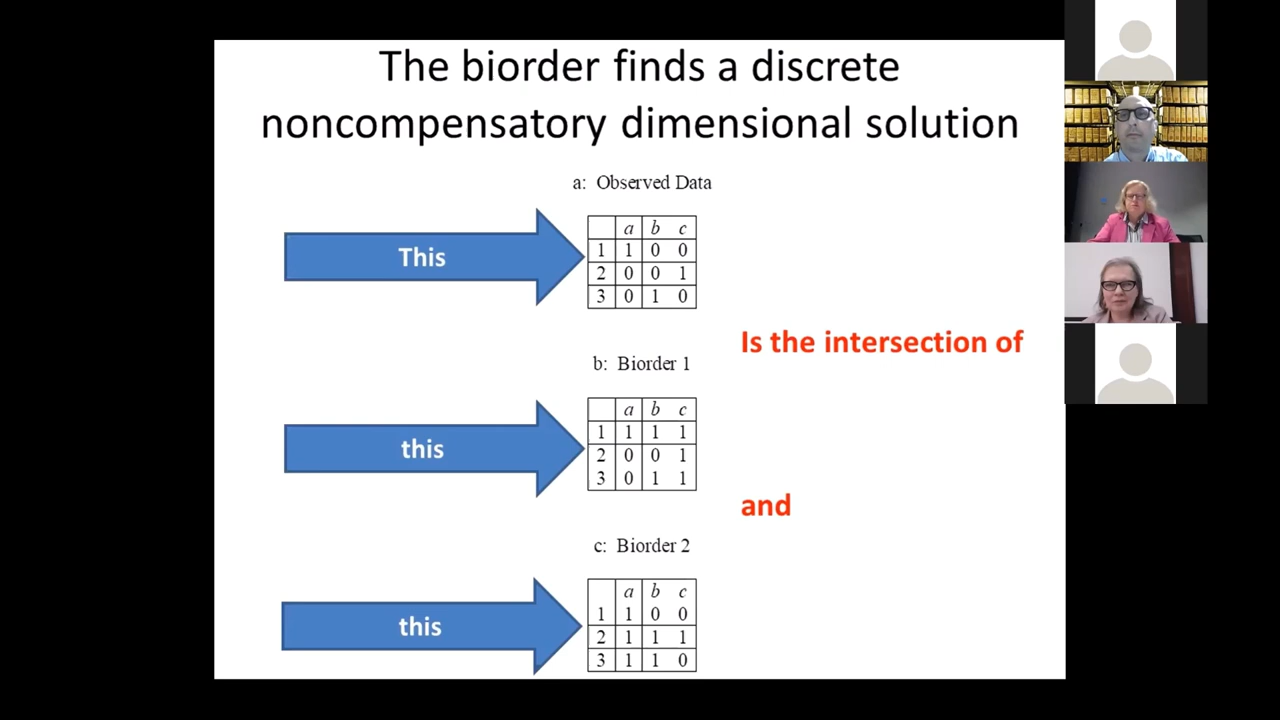 The biorder finds a discrete
noncompensatory dimensional solution
a: Observed Data
This
a b c
1 1 0 0
2 0 0 1
3 0 1 0
Is the intersection of
b: Biorder 1
this
a b c
1 1 1 1
2 0 0 1
3 0 1 1
and
c: Biorder 2
this
a b c
1 1 0 0
2 1 1 1
3 1 1 0